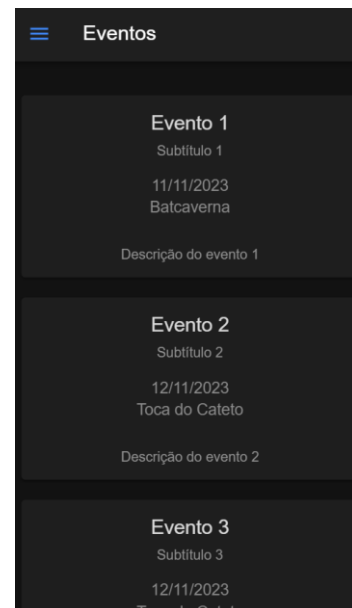 Eventos
Evento 1
Subtítulo 1
11/11/2023
Batcaverna
Descrição do evento 1
Evento 2
Subtítulo 2
12/11/2023
Toca do Cateto
Descrição do evento 2
Evento 3
Subtítulo 3
12/11/2023